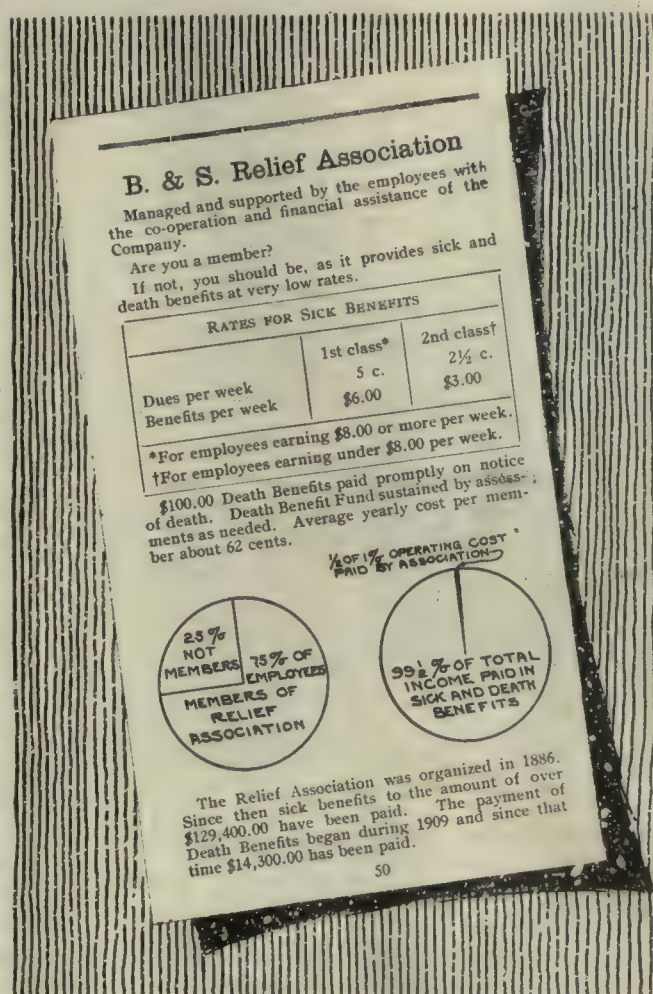 B. & S. Relief Association
Managed and supported by the employees with
the co-operation and financial assistance of the
Company.
Are you a member?
If not, you should be, as it provides sick and
death benefits at very low rates.
RATES FOR SICK BENEFITS
1st class* 2nd class†
Dues per week 5 c. 2½ c.
Benefits per week $6.00 $3.00
*For employees earning $8.00 or more per week.
†For employees earning under $8.00 per week.
$100.00 Death Benefits paid promptly on notice
of death. Death Benefit Fund sustained by assess-
ments as needed. Average yearly cost per mem-
ber about 62 cents.
½ OF 1% OPERATING COST
PAID BY ASSOCIATION
25%
NOT
MEMBERS
75% OF
EMPLOYEES
MEMBERS OF
RELIEF
ASSOCIATION
99½% OF TOTAL
INCOME PAID IN
SICK AND DEATH
BENEFITS
The Relief Association was organized in 1886.
Since then sick benefits to the amount of over
$129,400.00 have been paid. The payment of
Death Benefits began during 1909 and since that
time $14,300.00 has been paid.
50